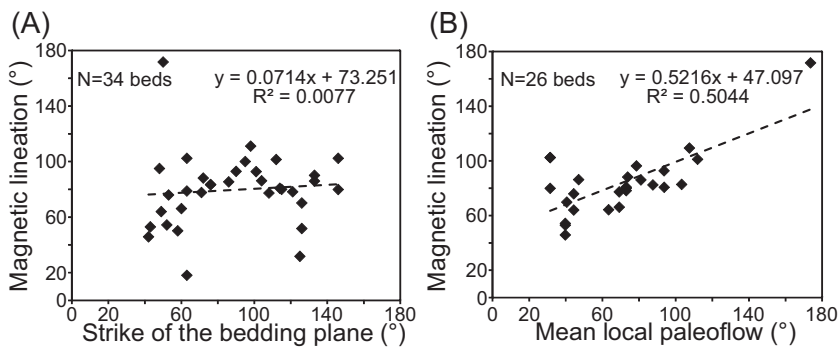 (A)
180
140
100
60
20
0
Magnetic lineation (°)
N=34 beds
y = 0.0714x + 73.251
R² = 0.0077
0 20 60 100 140 180
Strike of the bedding plane (°)
(B)
180
140
100
60
20
0
Magnetic lineation (°)
N=26 beds
y = 0.5216x + 47.097
R² = 0.5044
0 20 60 100 140 180
Mean local paleoflow (°)